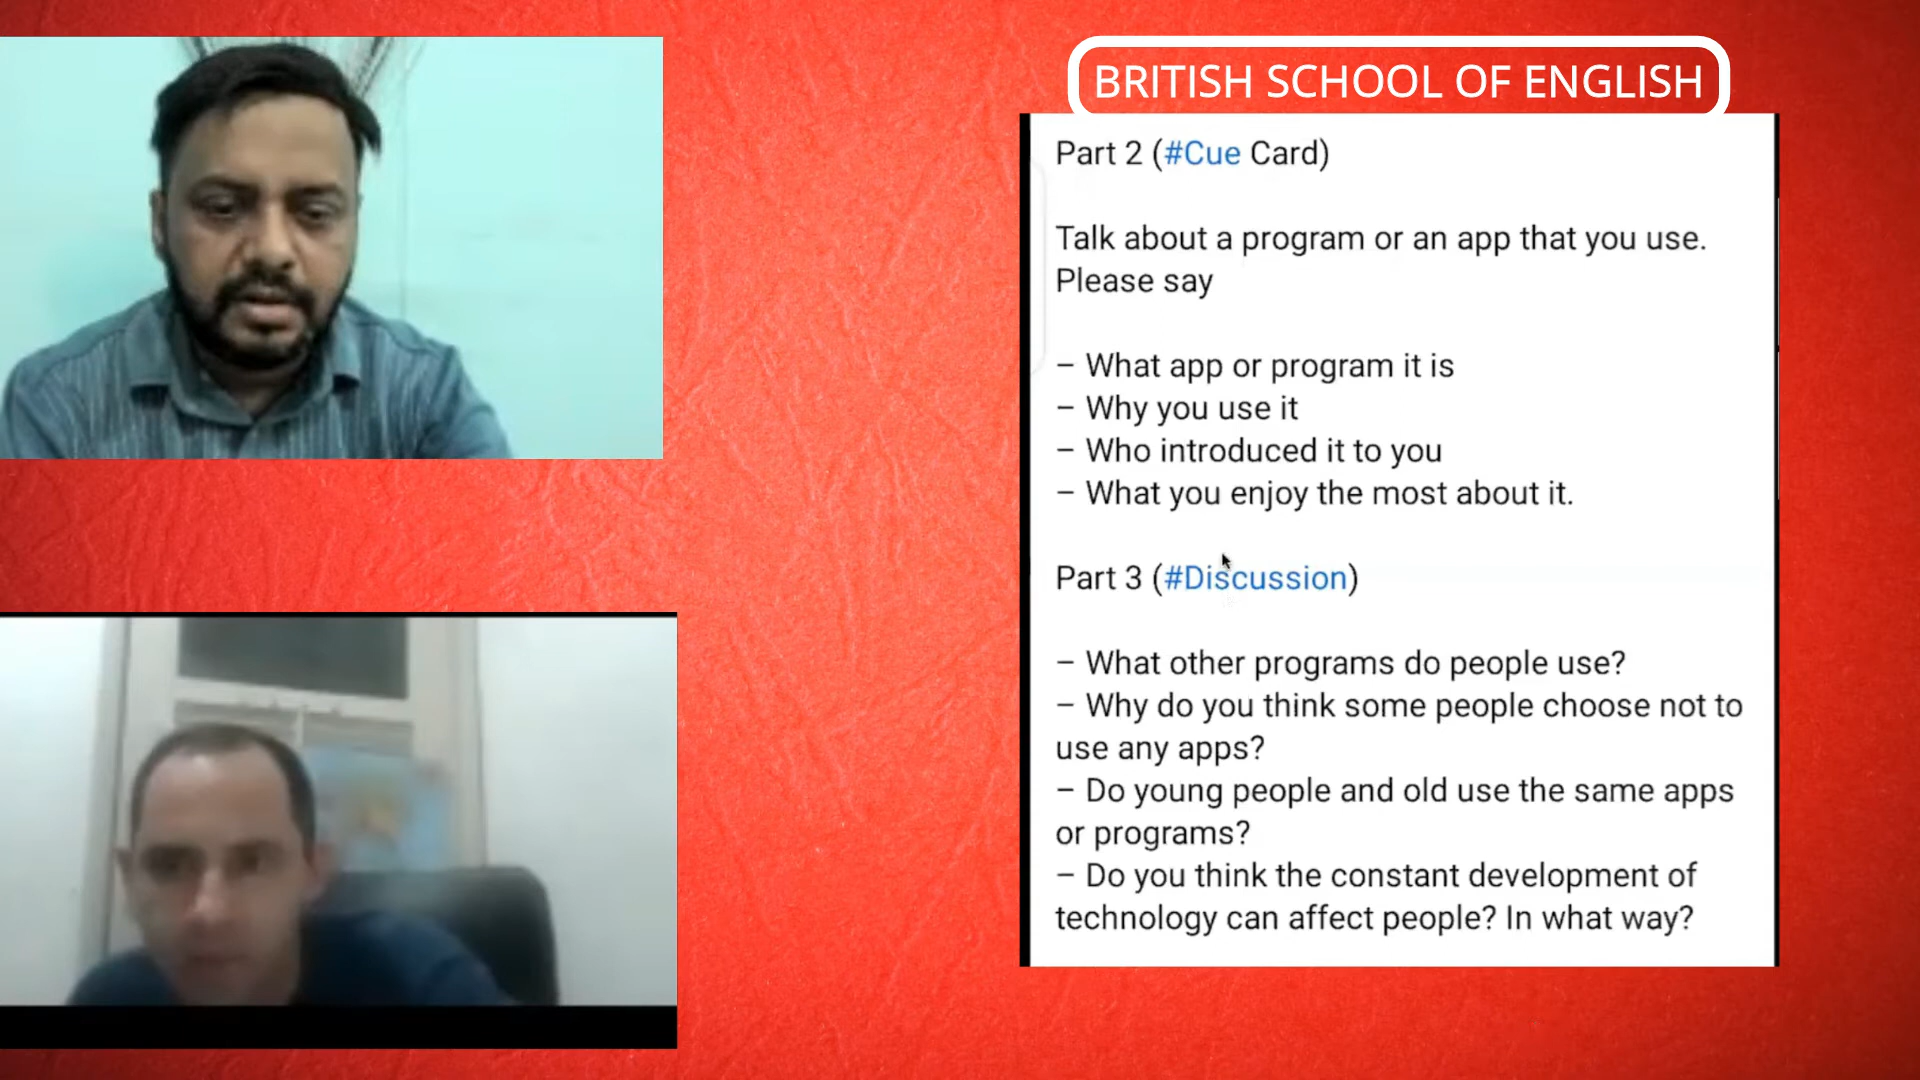 BRITISH SCHOOL OF ENGLISH
Part 2 (#Cue Card)
Talk about a program or an app that you use.
Please say
– What app or program it is
– Why you use it
– Who introduced it to you
– What you enjoy the most about it.
Part 3 (#Discussion)
– What other programs do people use?
– Why do you think some people choose not to
use any apps?
– Do young people and old use the same apps
or programs?
– Do you think the constant development of
technology can affect people? In what way?